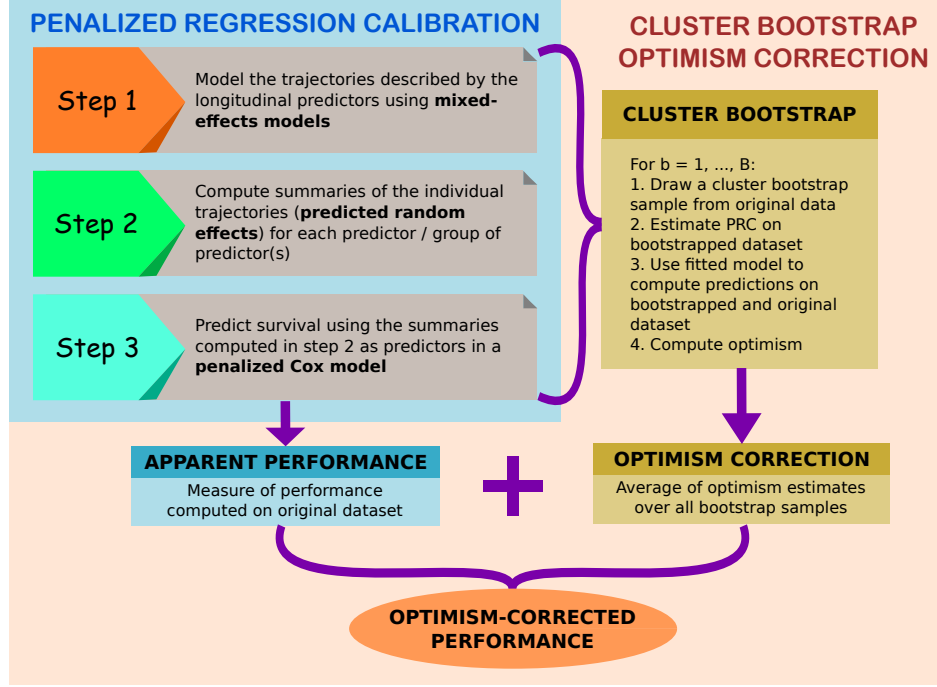 PENALIZED REGRESSION CALIBRATION
Step 1
Model the trajectories described by the
longitudinal predictors using mixed-
effects models
Step 2
Compute summaries of the individual
trajectories (predicted random
effects) for each predictor / group of
predictor(s)
Step 3
Predict survival using the summaries
computed in step 2 as predictors in a
penalized Cox model
CLUSTER BOOTSTRAP
OPTIMISM CORRECTION
CLUSTER BOOTSTRAP
For b = 1, ..., B:
1. Draw a cluster bootstrap
sample from original data
2. Estimate PRC on
bootstrapped dataset
3. Use fitted model to
compute predictions on
bootstrapped and original
dataset
4. Compute optimism
APPARENT PERFORMANCE
Measure of performance
computed on original dataset
OPTIMISM CORRECTION
Average of optimism estimates
over all bootstrap samples
OPTIMISM-CORRECTED
PERFORMANCE